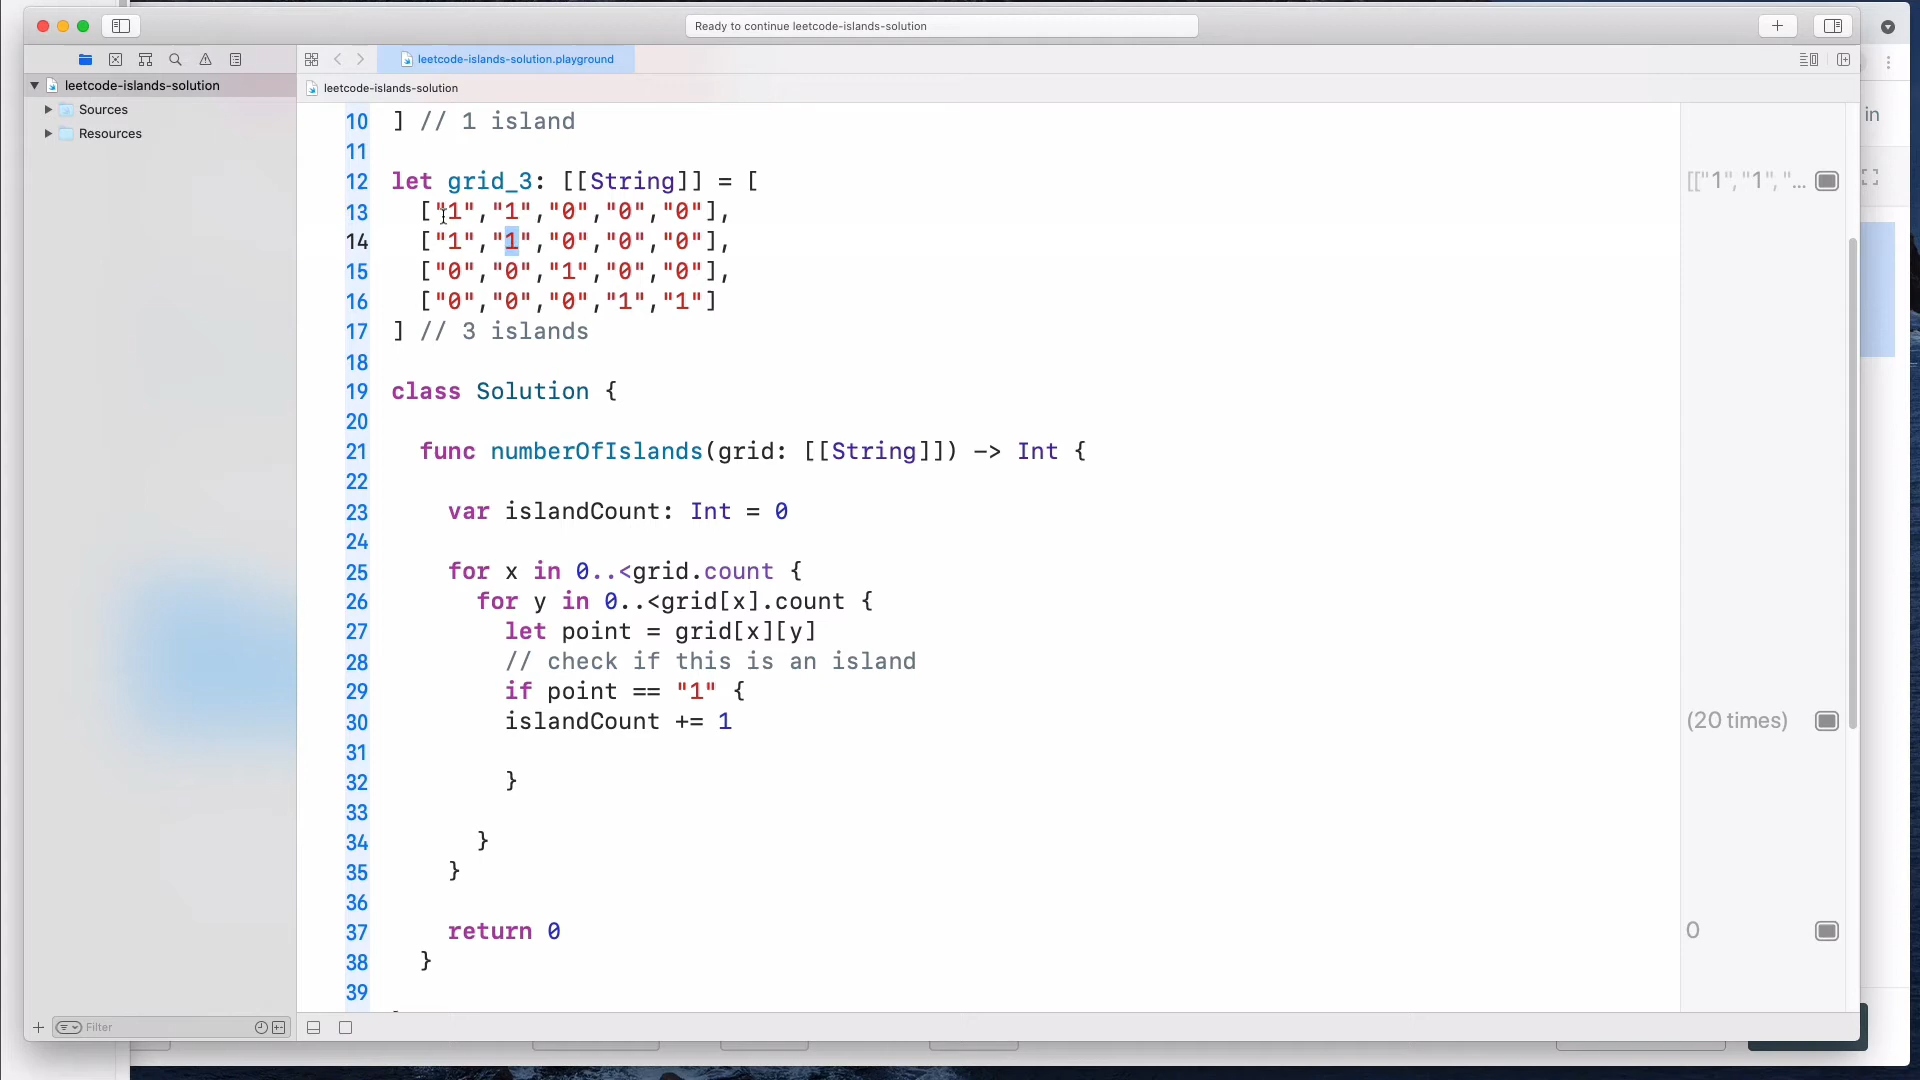 Ready to continue leetcode-islands-solution
leetcode-islands-solution.playground
leetcode-islands-solution
Sources
Resources
leetcode-islands-solution
in
10 ] // 1 island
11
12 let grid_3: [[String]] = [ [["1", "1", "...
13 ["1","1","0","0","0"],
14 ["1","1","0","0","0"],
15 ["0","0","1","0","0"],
16 ["0","0","0","1","1"]
17 ] // 3 islands
18
19 class Solution {
20
21 func numberOfIslands(grid: [[String]]) -> Int {
22
23 var islandCount: Int = 0
24
25 for x in 0..<grid.count {
26 for y in 0..<grid[x].count {
27 let point = grid[x][y]
28 // check if this is an island
29 if point == "1" {
30 islandCount += 1 (20 times)
31
32 }
33
34 }
35 }
36
37 return 0 0
38 }
39
Filter